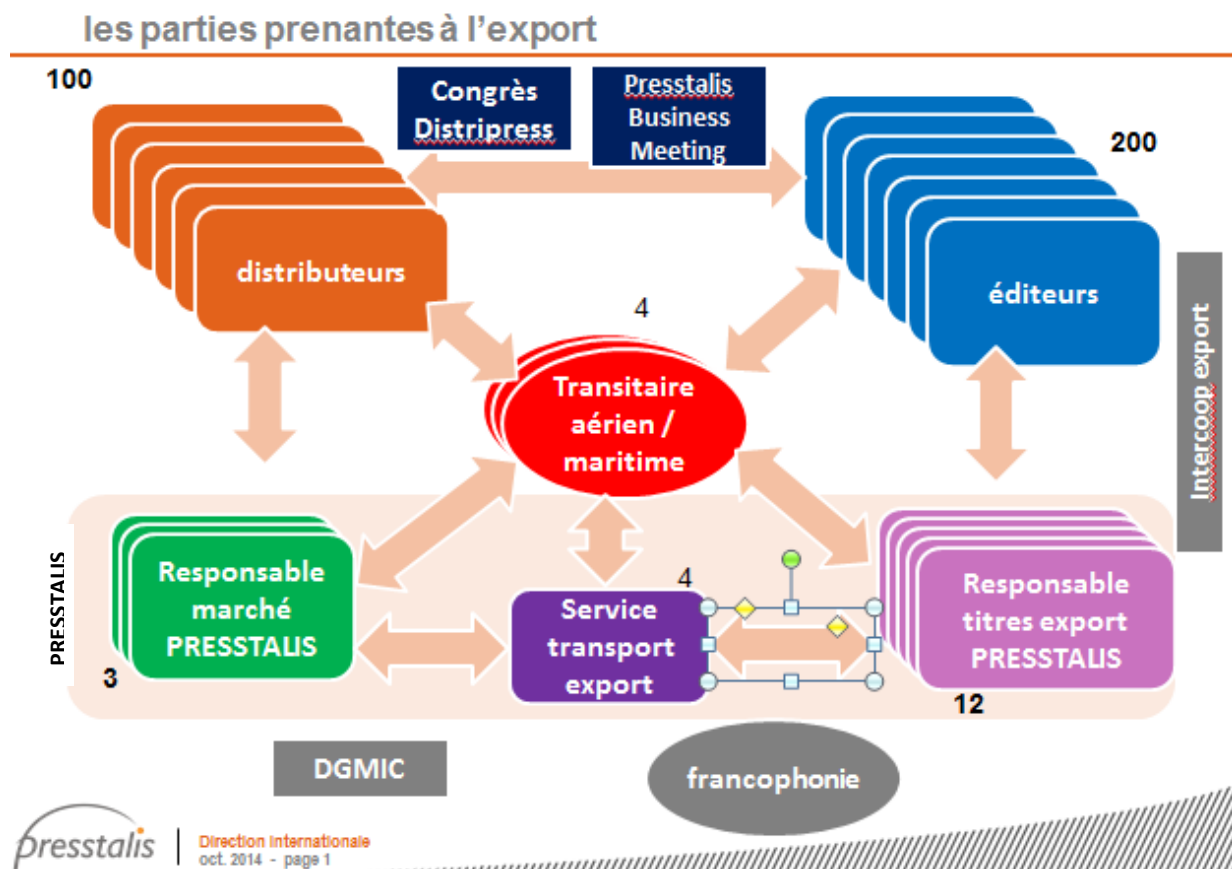 les parties prenantes à l'export
100
Congrès
Distripress
Presstalis
Business
Meeting
200
distributeurs
éditeurs
4
Transitaire
aérien /
maritime
Intercoop export
PRESSTALIS
Responsable
marché
PRESSTALIS
3
4
Service
transport
export
Responsable
titres export
PRESSTALIS
12
DGMIC
francophonie
presstalis
Direction Internationale
oct. 2014 - page 1